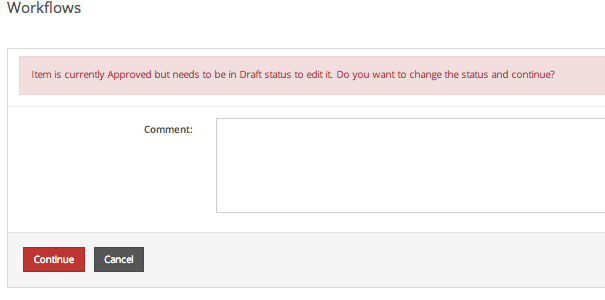 Workflows
Item is currently Approved but needs to be in Draft status to edit it. Do you want to change the status and continue?
Comment:
Continue Cancel